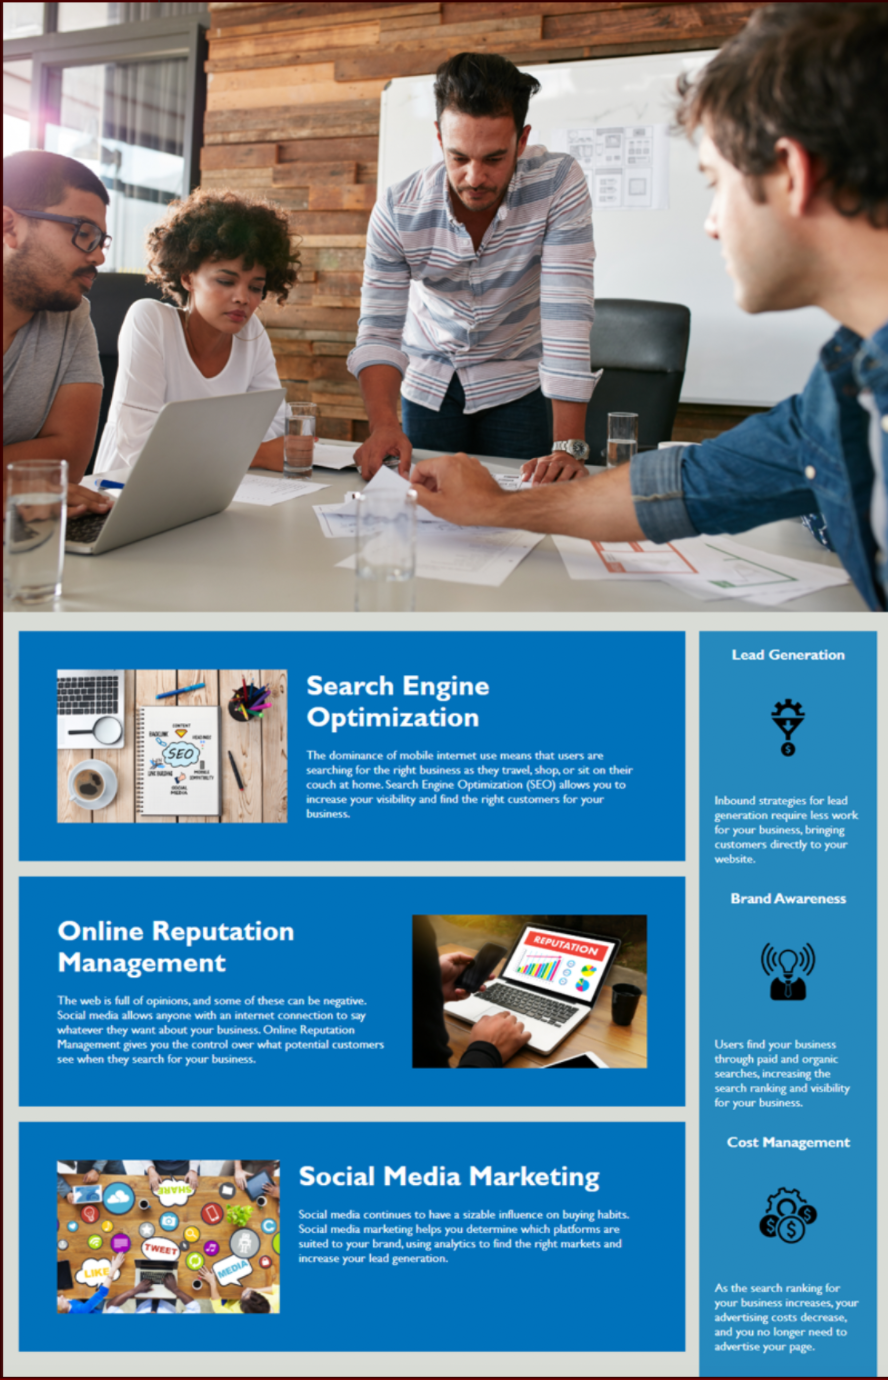 Search Engine
Optimization
The dominance of mobile internet use means that users are
searching for the right business as they travel, shop, or sit on their
couch at home. Search Engine Optimization (SEO) allows you to
increase your visibility and find the right customers for your
business.
CONTENT
SEO
SOCIAL
MEDIA
Online Reputation
Management
The web is full of opinions, and some of these can be negative.
Social media allows anyone with an internet connection to say
whatever they want about your business. Online Reputation
Management gives you the control over what potential customers
see when they search for your business.
REPUTATION
SHARE
TWEET
LIKE
MEDIA
Social Media Marketing
Social media continues to have a sizable influence on buying habits.
Social media marketing helps you determine which platforms are
suited to your brand, using analytics to find the right markets and
increase your lead generation.
Lead Generation
Inbound strategies for lead
generation require less work
for your business, bringing
customers directly to your
website.
Brand Awareness
Users find your business
through paid and organic
searches, increasing the
search ranking and visibility
for your business.
Cost Management
As the search ranking for
your business increases, your
advertising costs decrease,
and you no longer need to
advertise your page.